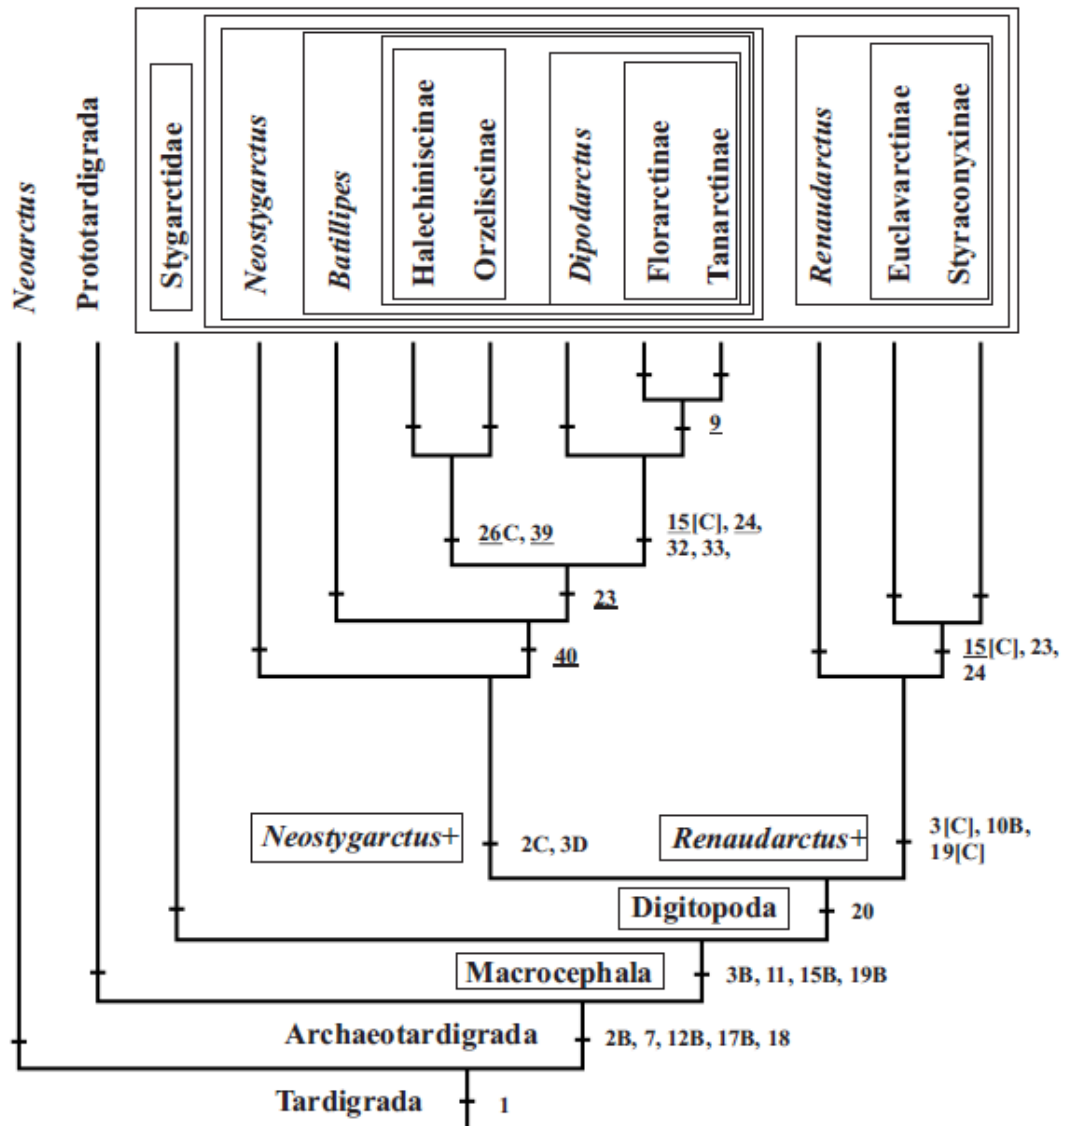 Neoarctus
Prototardigrada
Stygarctidae
Neostygarctus
Batillipes
Halechiniscinae
Orzeliscinae
Dipodarctus
Florarctinae
Tanarctinae
Renaudarctus
Euclavarctinae
Styraconyxinae
9
26C, 39
15[C], 24,
32, 33,
23
40
15[C], 23,
24
Neostygarctus+
2C, 3D
Renaudarctus+
3[C], 10B,
19[C]
Digitopoda
20
Macrocephala
3B, 11, 15B, 19B
Archaeotardigrada
2B, 7, 12B, 17B, 18
Tardigrada
1